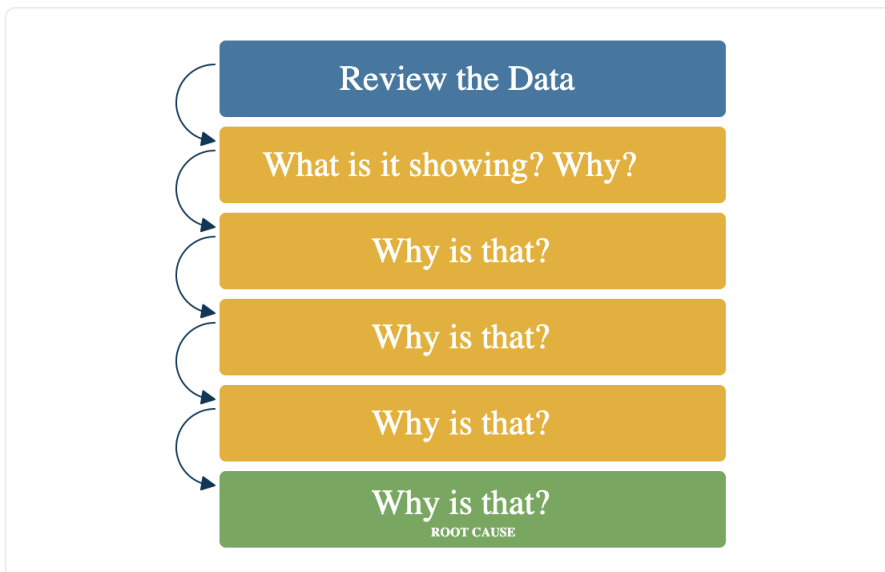 Review the Data
What is it showing? Why?
Why is that?
Why is that?
Why is that?
Why is that?
ROOT CAUSE